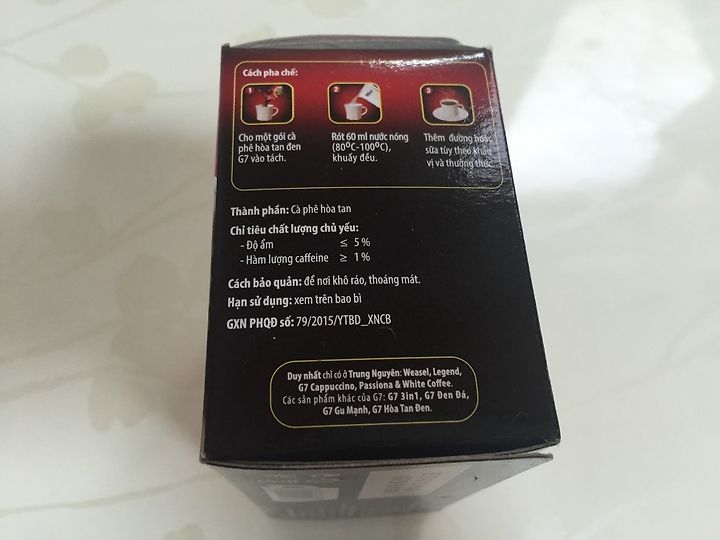 Cách pha chế:
1
Cho một gói cà
phê hòa tan đen
G7 vào tách.
2
Rót 60 ml nước nóng
(80ºC-100ºC),
khuấy đều.
3
Thêm đường hoặc
sữa tùy theo khẩu
vị và thưởng thức.
Thành phần: Cà phê hòa tan
Chỉ tiêu chất lượng chủ yếu:
- Độ ẩm ≤ 5 %
- Hàm lượng caffeine ≥ 1 %
Cách bảo quản: để nơi khô ráo, thoáng mát.
Hạn sử dụng: xem trên bao bì
GXN PHQĐ số: 79/2015/YTBD_XNCB
Duy nhất chỉ có ở Trung Nguyên: Weasel, Legend,
G7 Cappuccino, Passiona & White Coffee.
Các sản phẩm khác của G7: G7 3in1, G7 Đen Đá,
G7 Gu Mạnh, G7 Hòa Tan Đen.